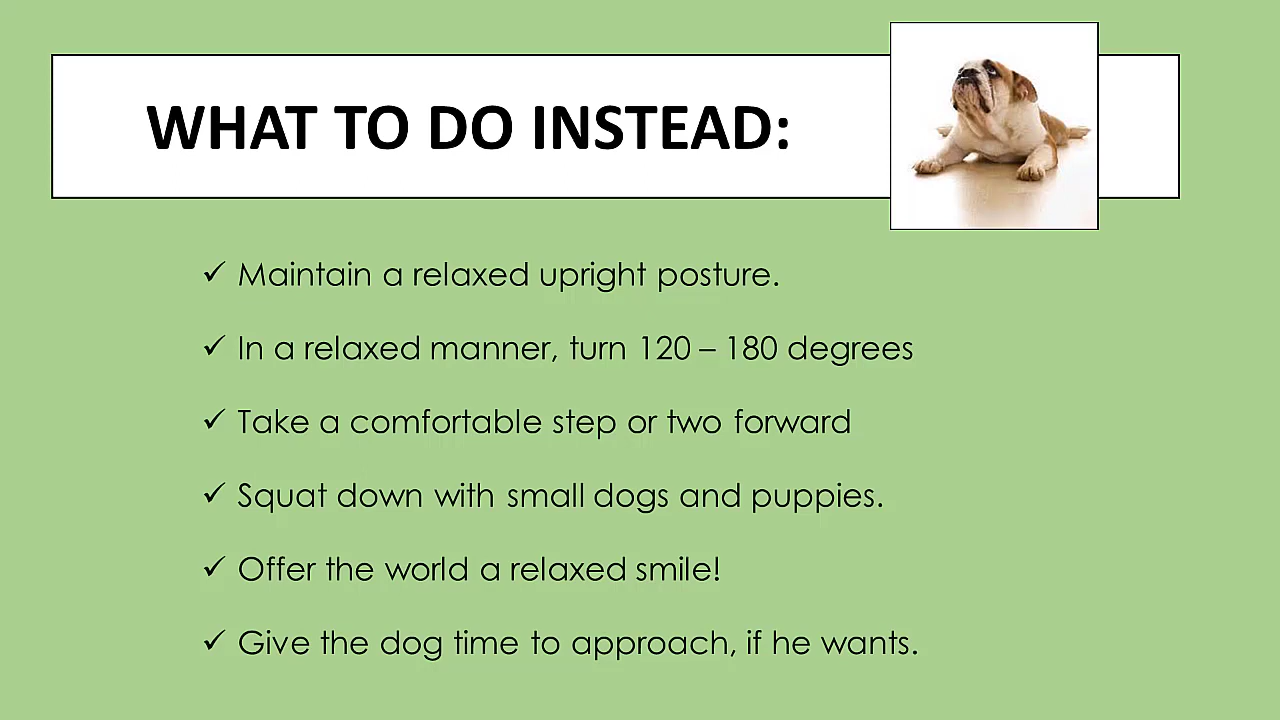 WHAT TO DO INSTEAD:
✓ Maintain a relaxed upright posture.
✓ In a relaxed manner, turn 120 – 180 degrees
✓ Take a comfortable step or two forward
✓ Squat down with small dogs and puppies.
✓ Offer the world a relaxed smile!
✓ Give the dog time to approach, if he wants.